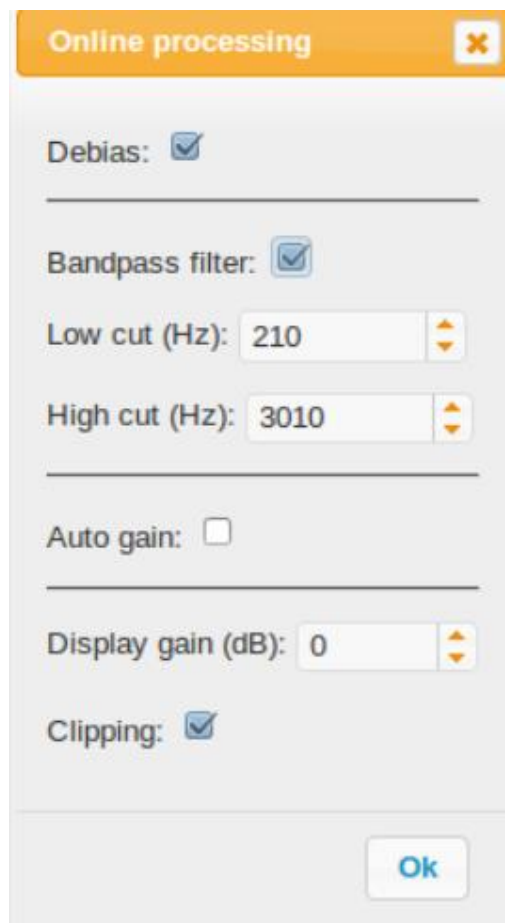 Online processing
Debias:
Bandpass filter:
Low cut (Hz): 210
High cut (Hz): 3010
Auto gain:
Display gain (dB): 0
Clipping:
Ok